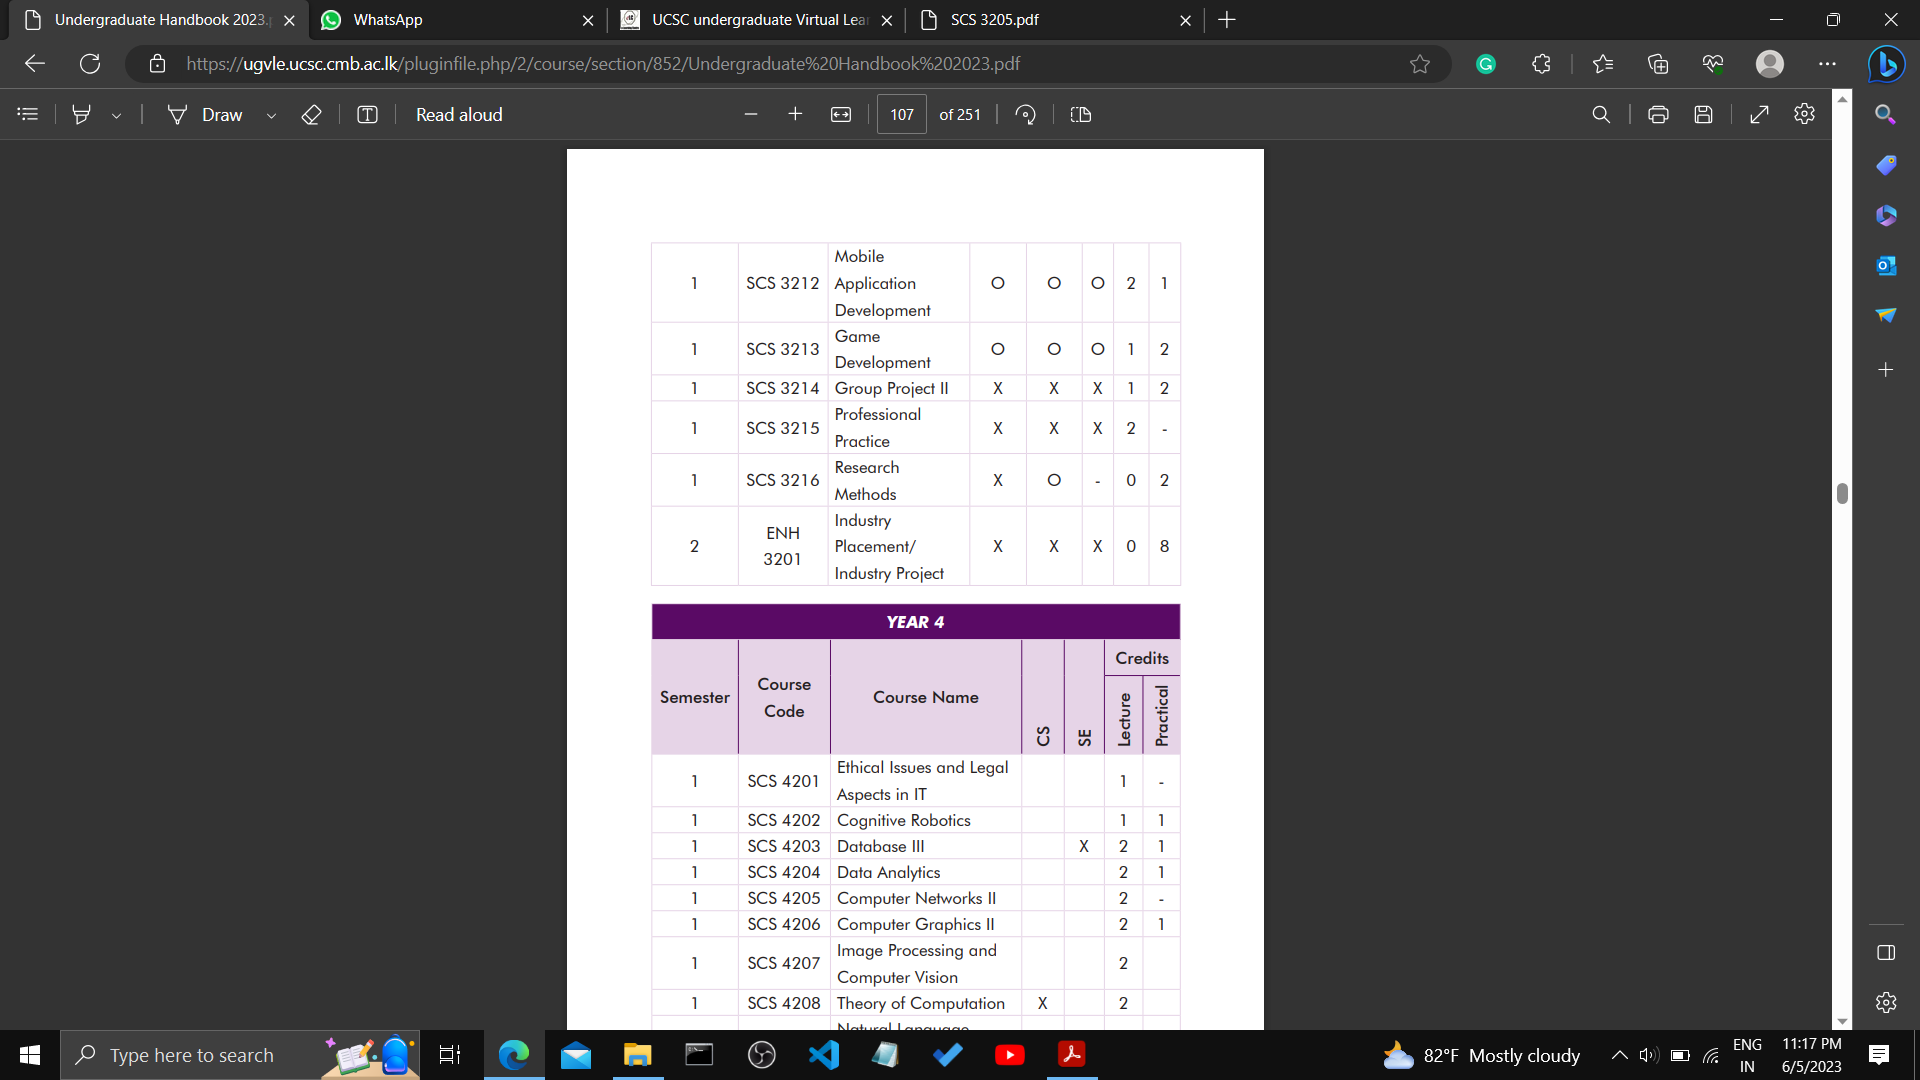 Undergraduate Handbook 2023.p
WhatsApp
UCSC undergraduate Virtual Lea
SCS 3205.pdf
https://ugvle.ucsc.cmb.ac.lk/pluginfile.php/2/course/section/852/Undergraduate%20Handbook%202023.pdf
Draw
Read aloud
107 of 251
1 SCS 3212 Mobile Application Development O O O 2 1
1 SCS 3213 Game Development O O O 1 2
1 SCS 3214 Group Project II X X X 1 2
1 SCS 3215 Professional Practice X X X 2 -
1 SCS 3216 Research Methods X O - 0 2
2 ENH 3201 Industry Placement/ Industry Project X X X 0 8
YEAR 4
Semester Course Code Course Name CS SE Credits Lecture Practical
1 SCS 4201 Ethical Issues and Legal Aspects in IT 1 -
1 SCS 4202 Cognitive Robotics 1 1
1 SCS 4203 Database III X 2 1
1 SCS 4204 Data Analytics 2 1
1 SCS 4205 Computer Networks II 2 -
1 SCS 4206 Computer Graphics II 2 1
1 SCS 4207 Image Processing and Computer Vision 2
1 SCS 4208 Theory of Computation X 2
Natural Language
Type here to search
82°F Mostly cloudy
ENG
IN
11:17 PM
6/5/2023